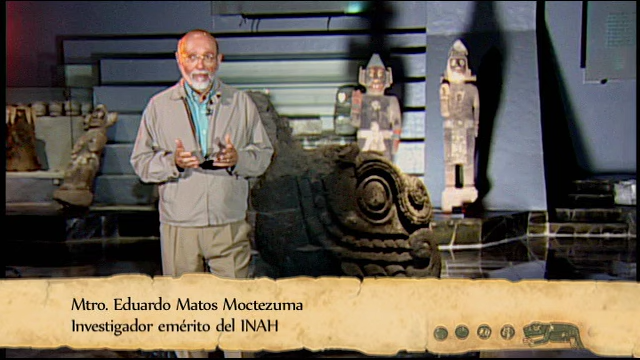 Mtro. Eduardo Matos Moctezuma
Investigador emérito del INAH